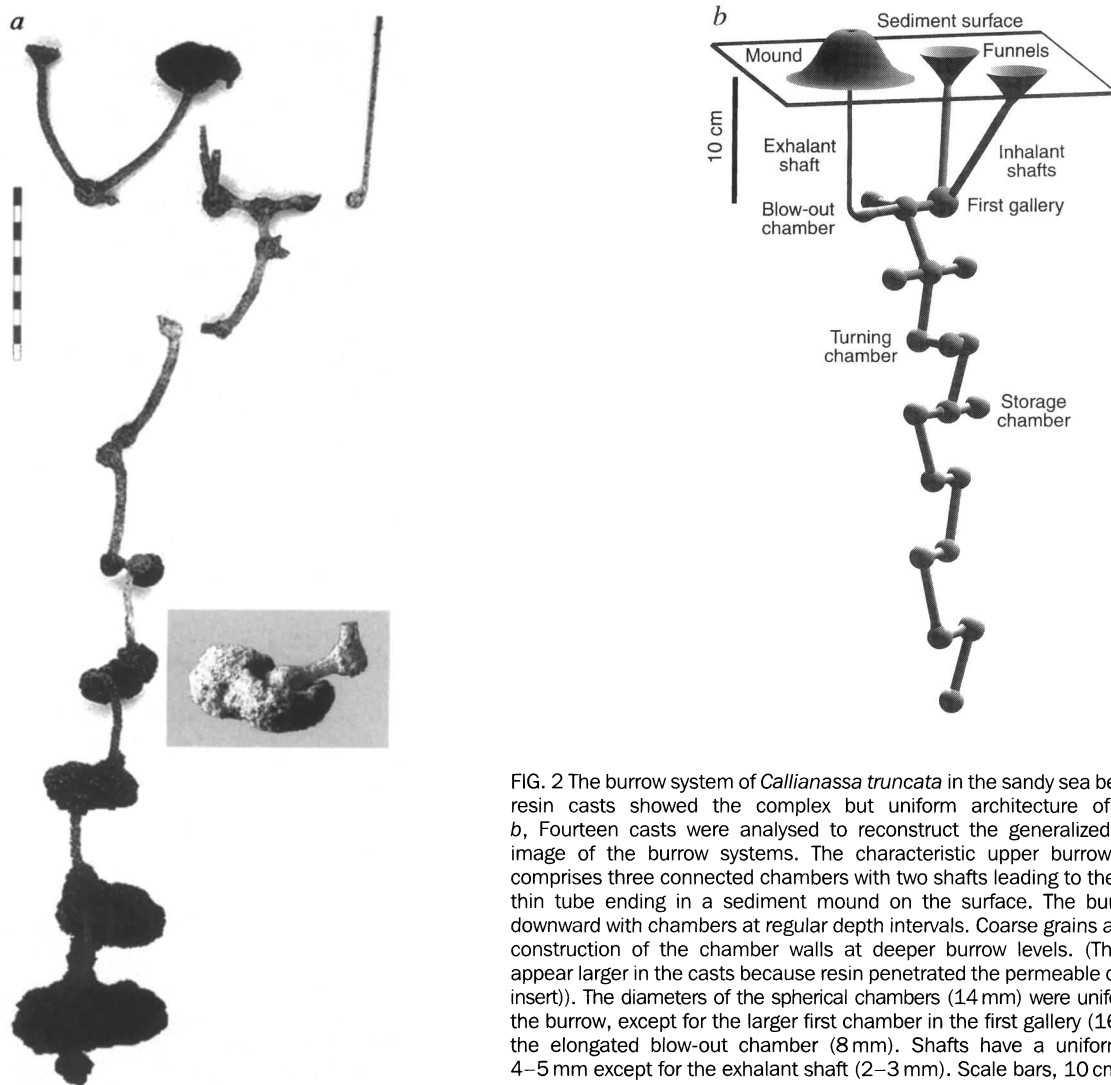 a
b
Sediment surface
Mound
Funnels
10 cm
Exhalant
shaft
Inhalant
shafts
Blow-out
chamber
First gallery
Turning
chamber
Storage
chamber
FIG. 2 The burrow system of Callianassa truncata in the sandy sea be
resin casts showed the complex but uniform architecture of
b, Fourteen casts were analysed to reconstruct the generalized
image of the burrow systems. The characteristic upper burrow
comprises three connected chambers with two shafts leading to the
thin tube ending in a sediment mound on the surface. The bur
downward with chambers at regular depth intervals. Coarse grains a
construction of the chamber walls at deeper burrow levels. (Th
appear larger in the casts because resin penetrated the permeable c
insert)). The diameters of the spherical chambers (14 mm) were unif
the burrow, except for the larger first chamber in the first gallery (16
the elongated blow-out chamber (8 mm). Shafts have a uniform
4–5 mm except for the exhalant shaft (2–3 mm). Scale bars, 10 cm